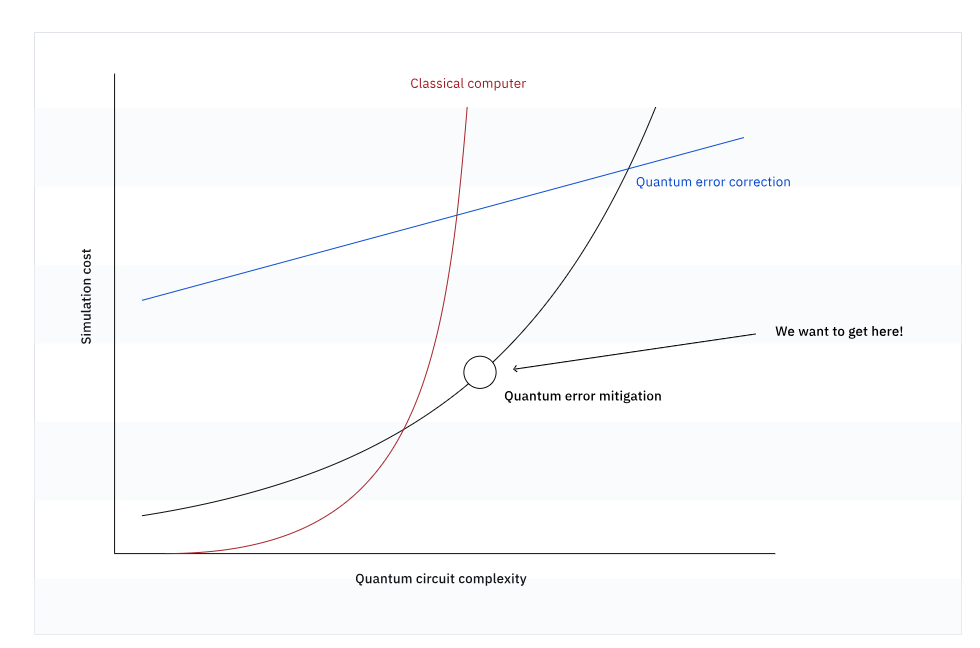 Classical computer
Quantum error correction
Simulation cost
We want to get here!
Quantum error mitigation
Quantum circuit complexity